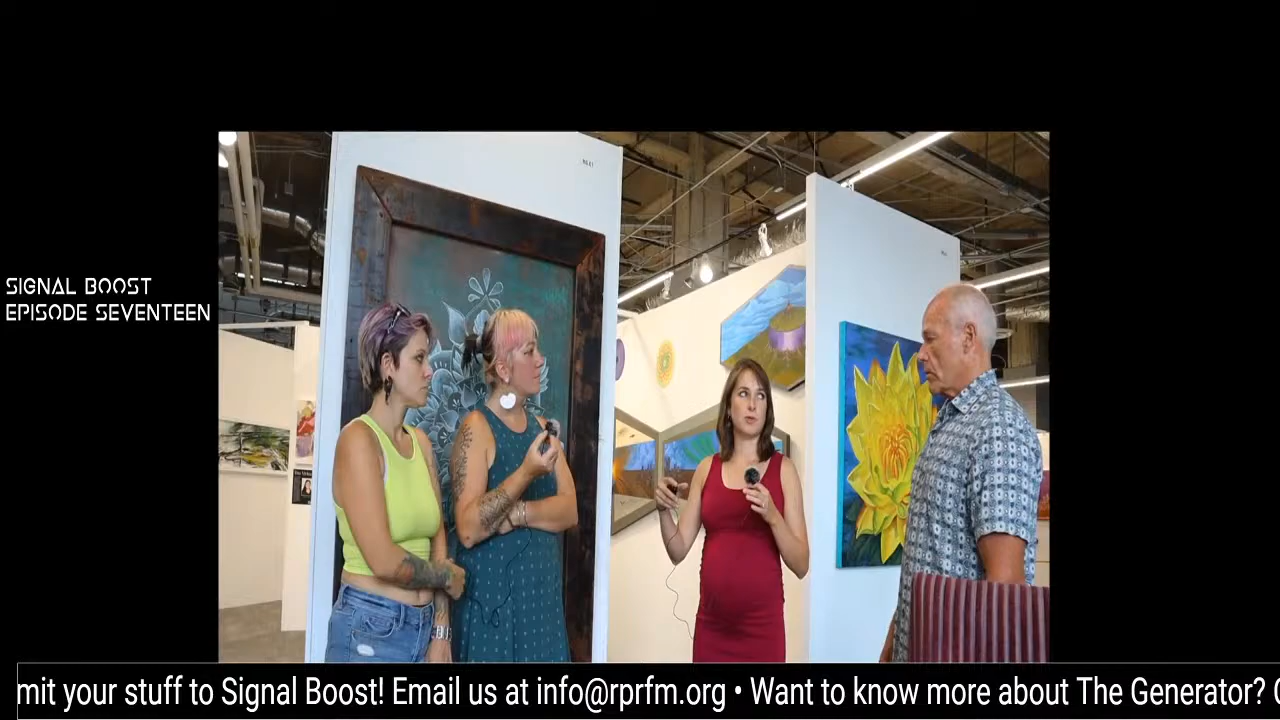 SIGNAL BOOST
EPISODE SEVENTEEN
mit your stuff to Signal Boost! Email us at info@rprfm.org • Want to know more about The Generator?